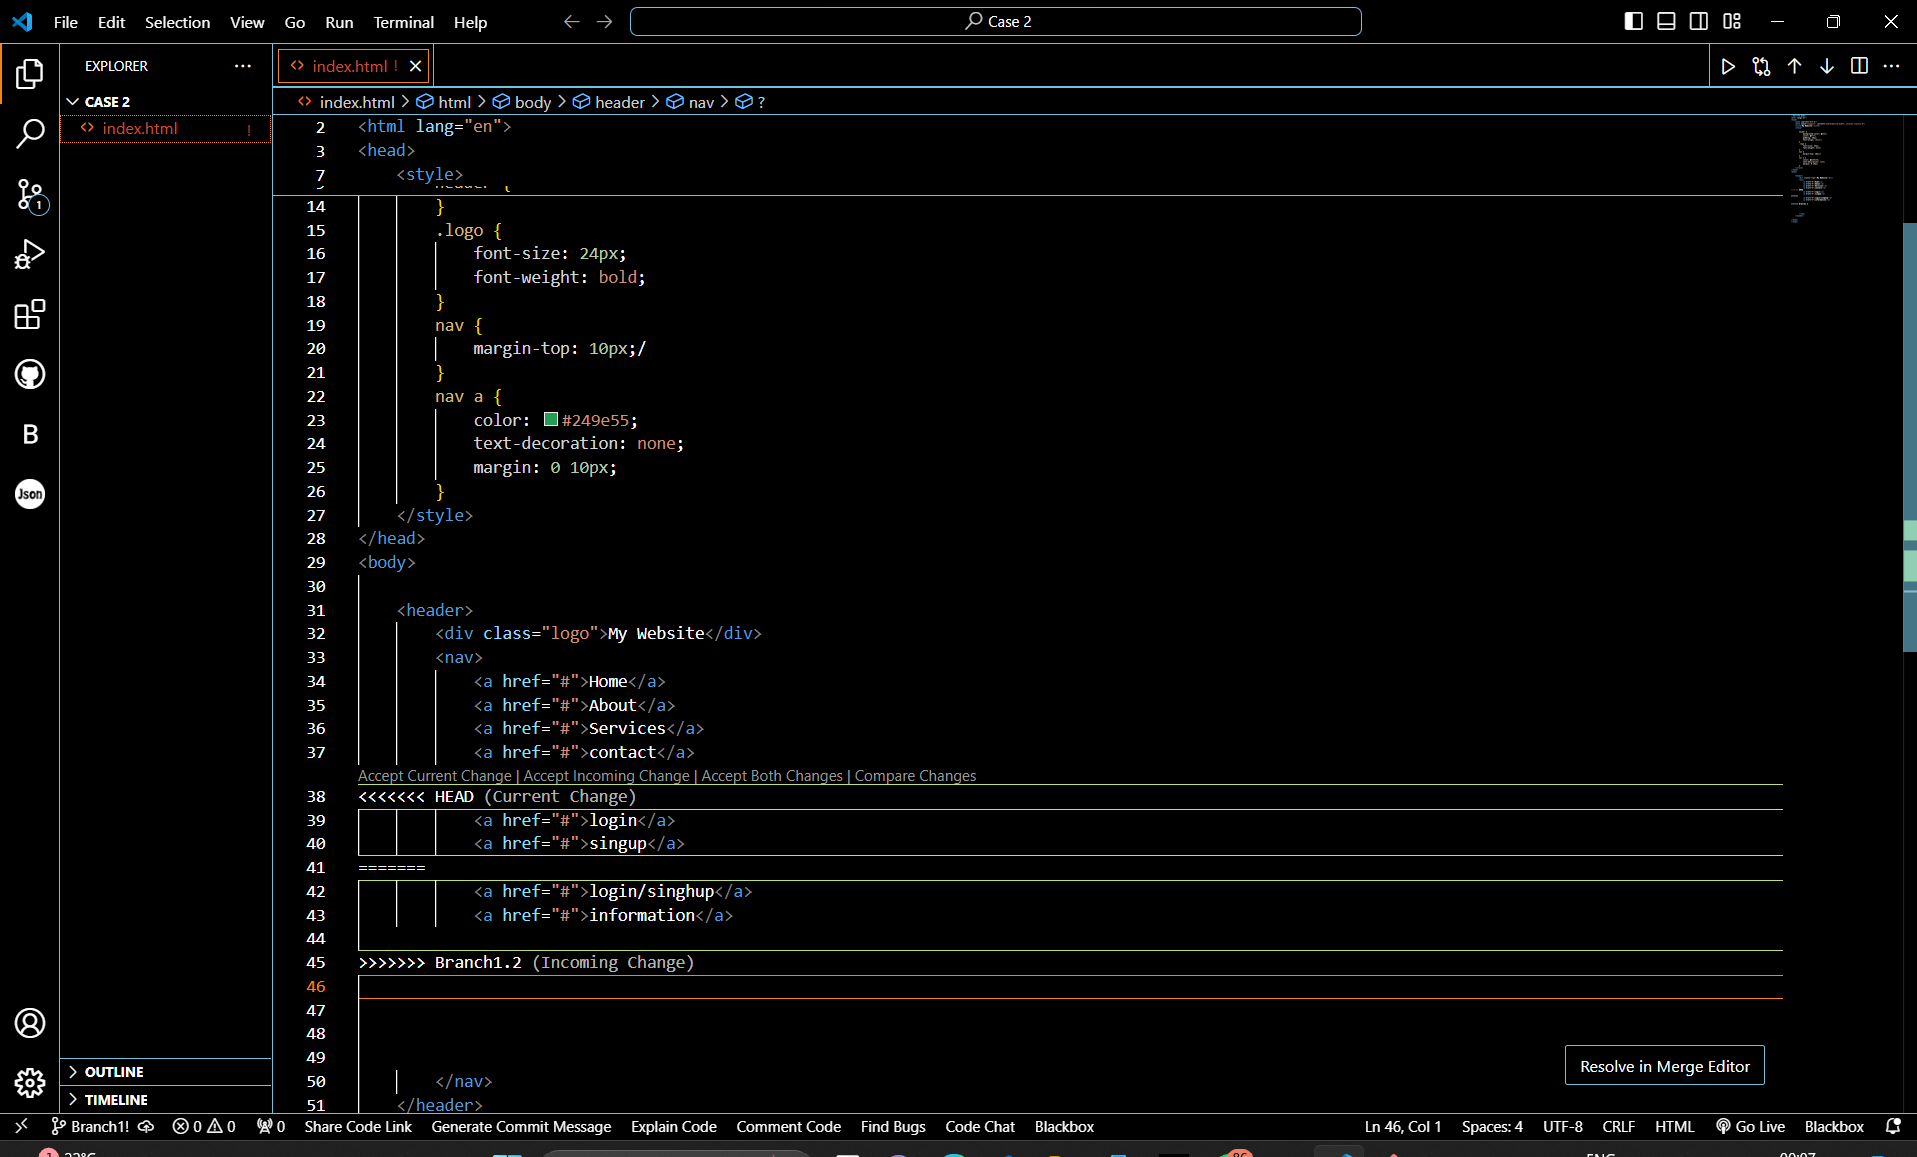 File Edit Selection View Go Run Terminal Help
Case 2
EXPLORER
index.html !
CASE 2
index.html !
index.html > html > body > header > nav > ?
2 <html lang="en">
3 <head>
7 <style>
14 }
15 .logo {
16 font-size: 24px;
17 font-weight: bold;
18 }
19 nav {
20 margin-top: 10px;/
21 }
22 nav a {
23 color: #249e55;
24 text-decoration: none;
25 margin: 0 10px;
26 }
27 </style>
28 </head>
29 <body>
30
31 <header>
32 <div class="logo">My Website</div>
33 <nav>
34 <a href="#">Home</a>
35 <a href="#">About</a>
36 <a href="#">Services</a>
37 <a href="#">contact</a>
Accept Current Change | Accept Incoming Change | Accept Both Changes | Compare Changes
38 <<<<<<< HEAD (Current Change)
39 <a href="#">login</a>
40 <a href="#">singup</a>
41 =======
42 <a href="#">login/singhup</a>
43 <a href="#">information</a>
44
45 >>>>>>> Branch1.2 (Incoming Change)
46
47
48
49
50 </nav>
51 </header>
1
B
Json
OUTLINE
TIMELINE
Resolve in Merge Editor
Branch1! 0 0 0 Share Code Link Generate Commit Message Explain Code Comment Code Find Bugs Code Chat Blackbox Ln 46, Col 1 Spaces: 4 UTF-8 CRLF HTML Go Live Blackbox